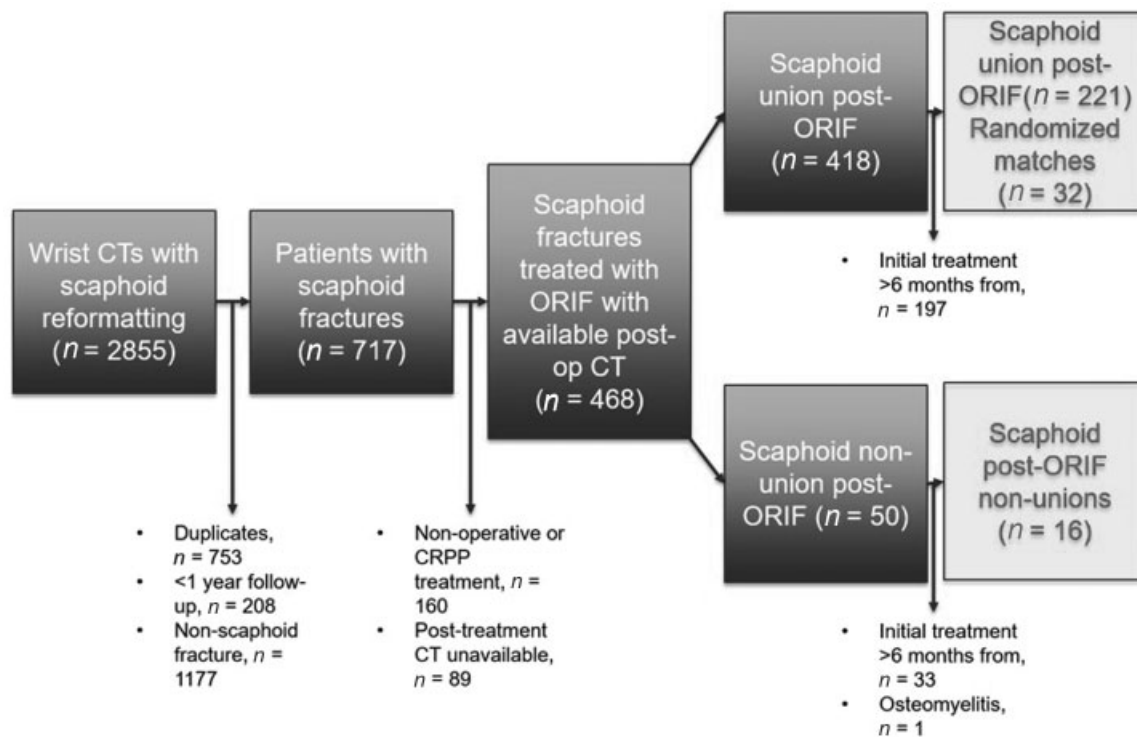 Wrist CTs with
scaphoid
reformatting
(n = 2855)
• Duplicates,
n = 753
• <1 year follow-
up, n = 208
• Non-scaphoid
fracture, n =
1177
Patients with
scaphoid
fractures
(n = 717)
• Non-operative or
CRPP
treatment, n =
160
• Post-treatment
CT unavailable,
n = 89
Scaphoid
fractures
treated with
ORIF with
available post-
op CT
(n = 468)
Scaphoid
union post-
ORIF
(n = 418)
• Initial treatment
>6 months from,
n = 197
Scaphoid
union post-
ORIF(n = 221)
Randomized
matches
(n = 32)
Scaphoid non-
union post-
ORIF (n = 50)
• Initial treatment
>6 months from,
n = 33
• Osteomyelitis,
n = 1
Scaphoid
post-ORIF
non-unions
(n = 16)